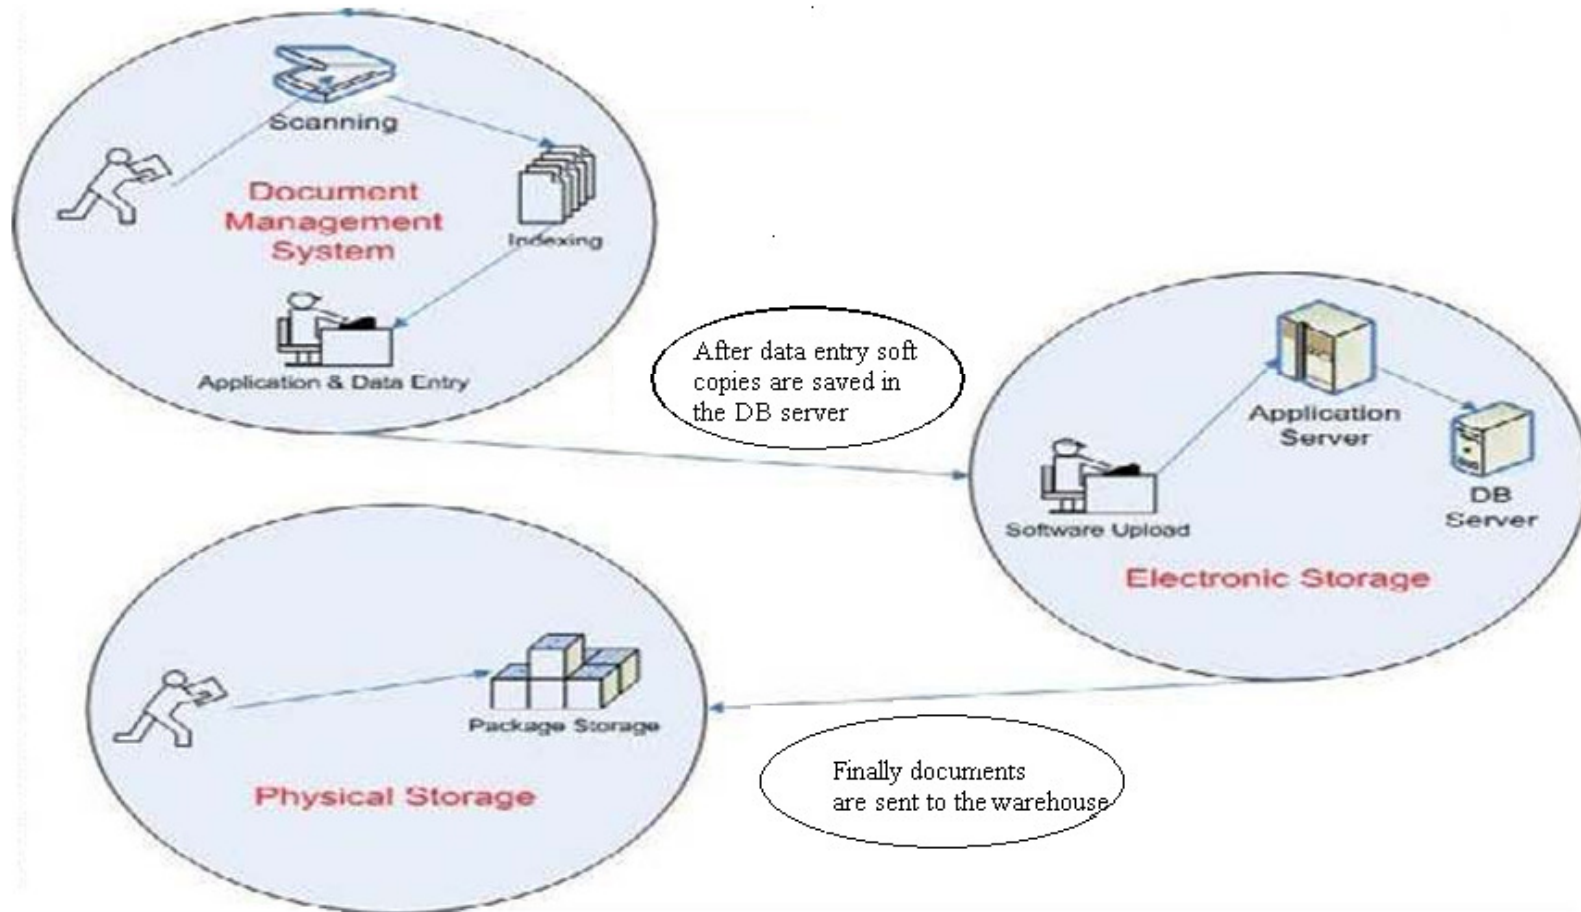 Scanning
Document
Management
System
Indexing
Application & Data Entry
After data entry soft
copies are saved in
the DB server
Application
Server
DB
Server
Software Upload
Electronic Storage
Package Storage
Physical Storage
Finally documents
are sent to the warehouse